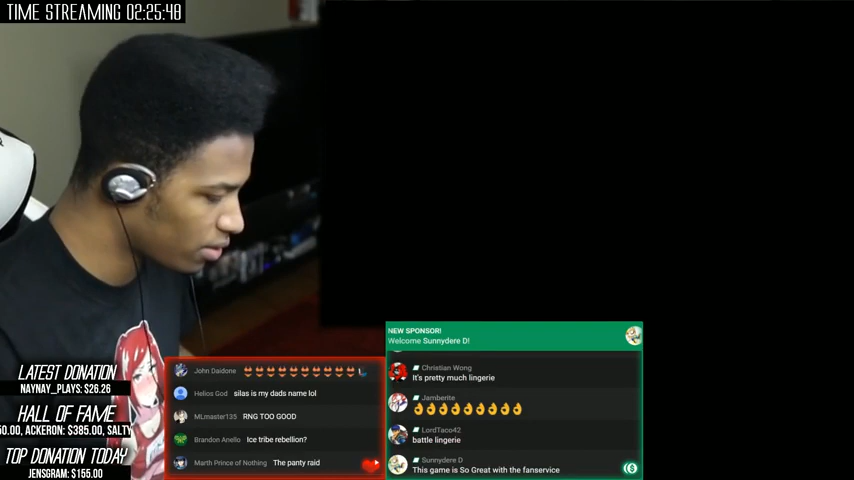 TIME STREAMING 02:25:48
NEW SPONSOR!
Welcome Sunnydere D!
Christian Wong
It's pretty much lingerie
Jamberite
👌👌👌👌👌👌👌👌👌
LordTaco42
battle lingerie
Sunnydere D
This game is So Great with the fanservice
John Daidone
Helios God silas is my dads name lol
MLmaster135 RNG TOO GOOD
Brandon Anello Ice tribe rebellion?
Marth Prince of Nothing The panty raid
LATEST DONATION
NAYNAY_PLAYS: $26.26
HALL OF FAME
0.00, ACKERON: $385.00, SALTY
TOP DONATION TODAY
JENSGRAM: $155.00